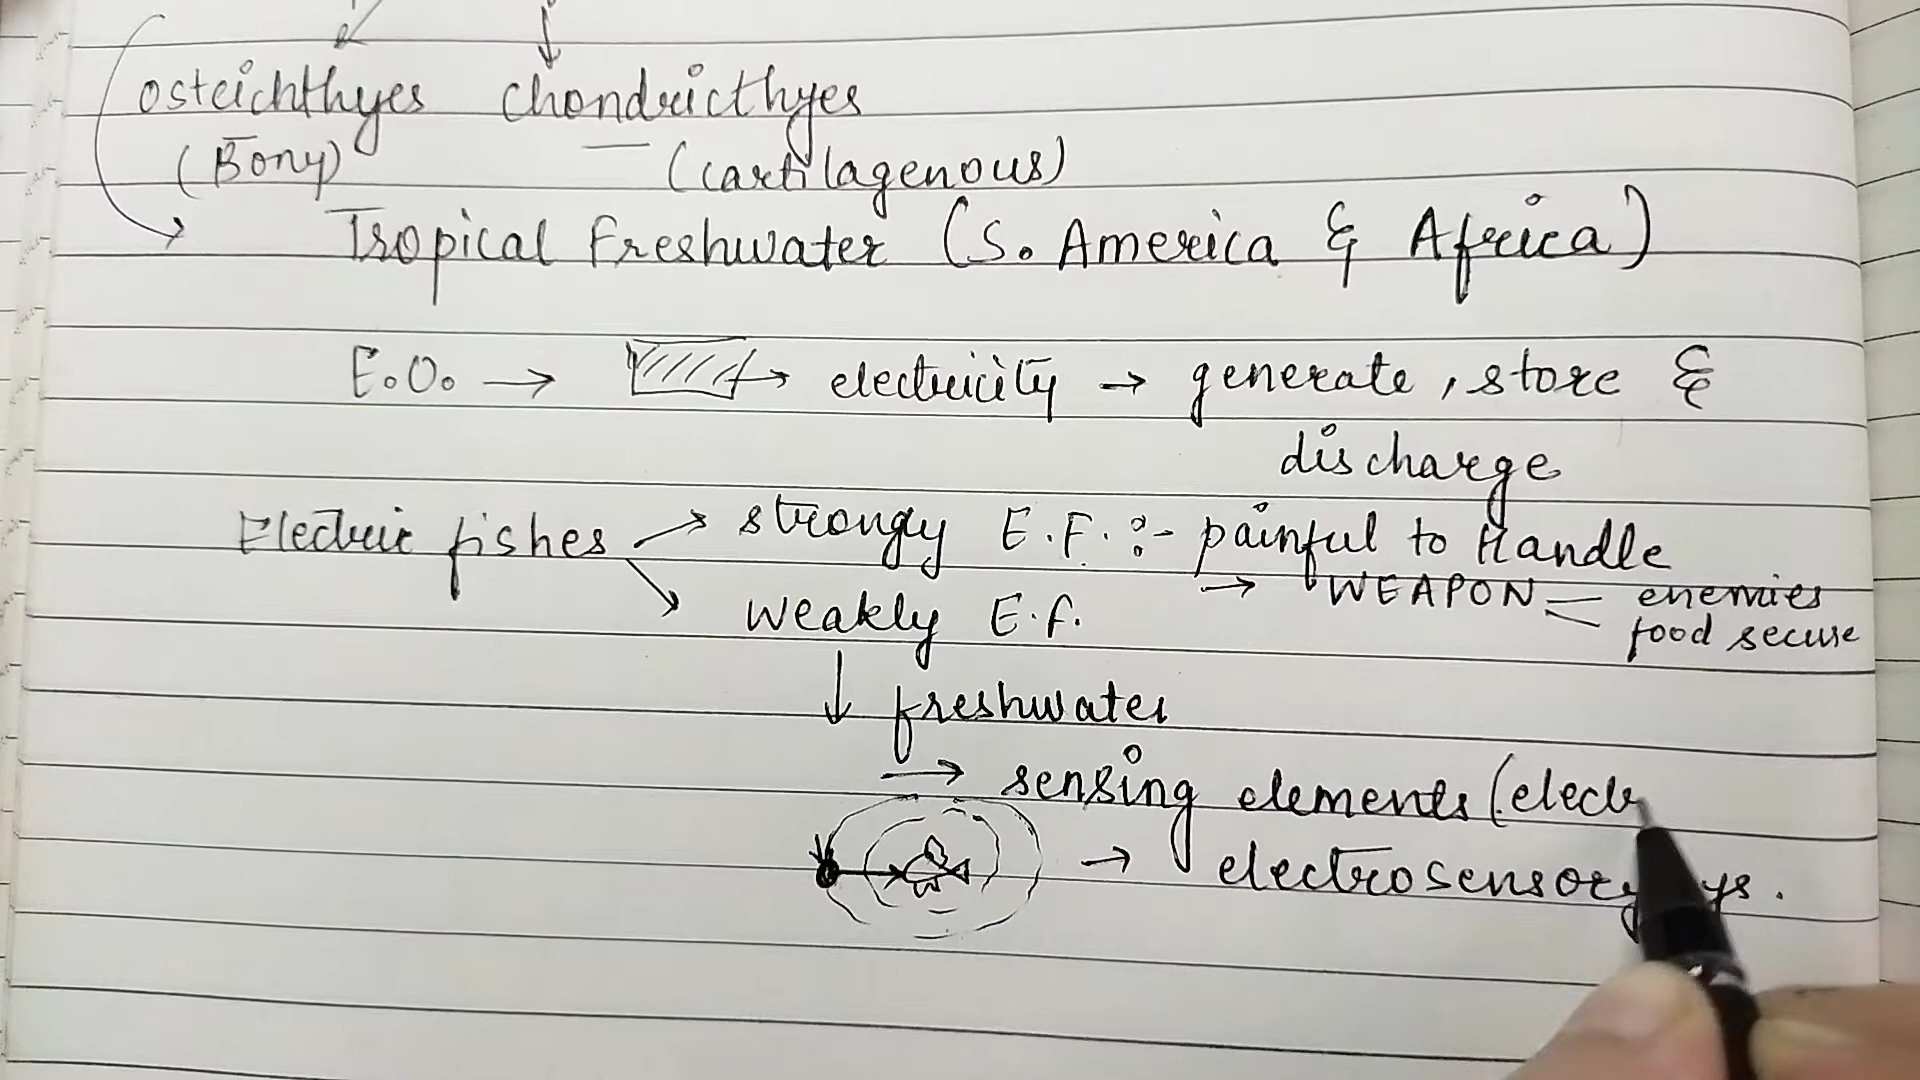 osteichthyes chondricthyes
(Bony) (cartilagenous)
Tropical Freshwater (S. America & Africa)
E.O. → → electricity → generate, store &
discharge
Electric fishes → strongly E.F. :- painful to Handle
→ WEAPON enemies
food secure
weakly E.F.
↓ freshwater
→ sensing elements (elect
→ electrosensory